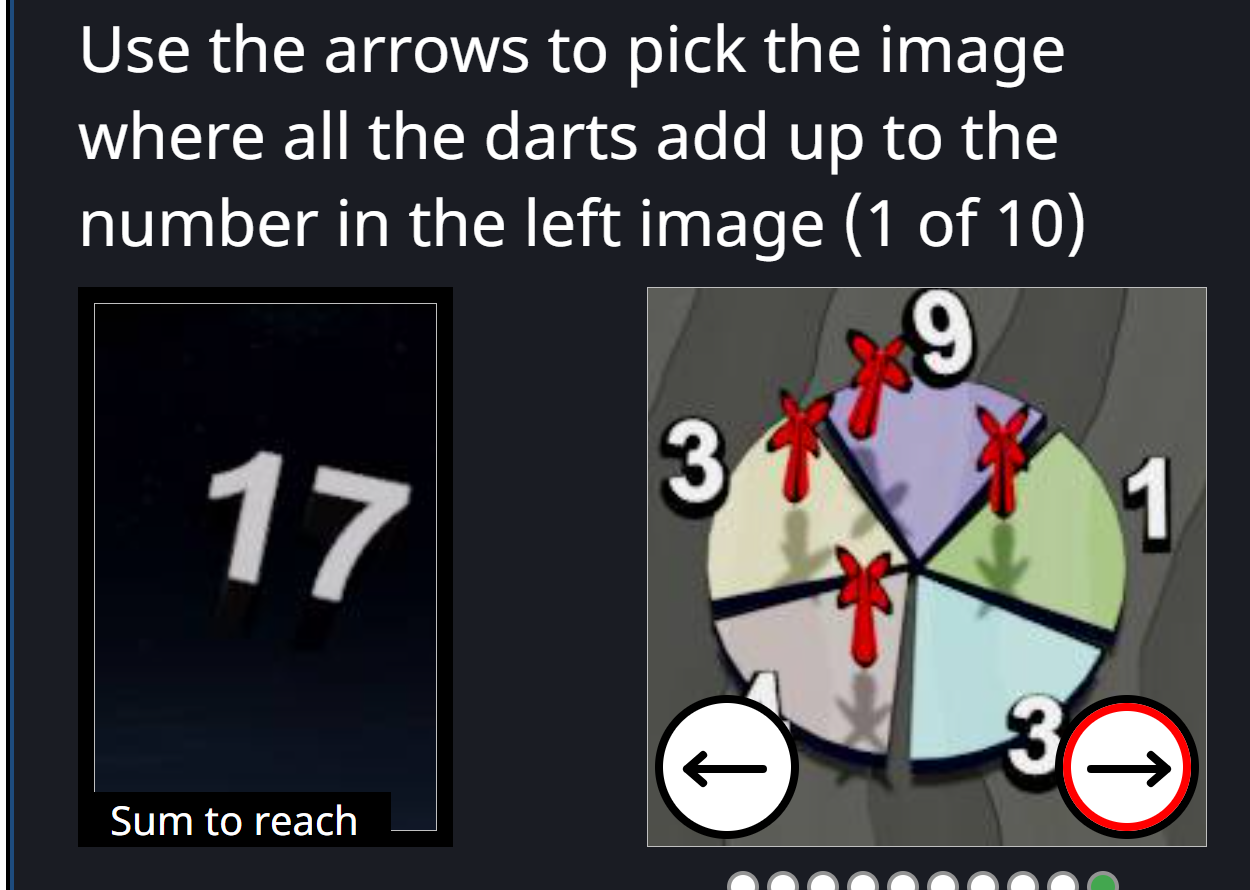 Use the arrows to pick the image
where all the darts add up to the
number in the left image (1 of 10)
17
Sum to reach
9
3
1
3